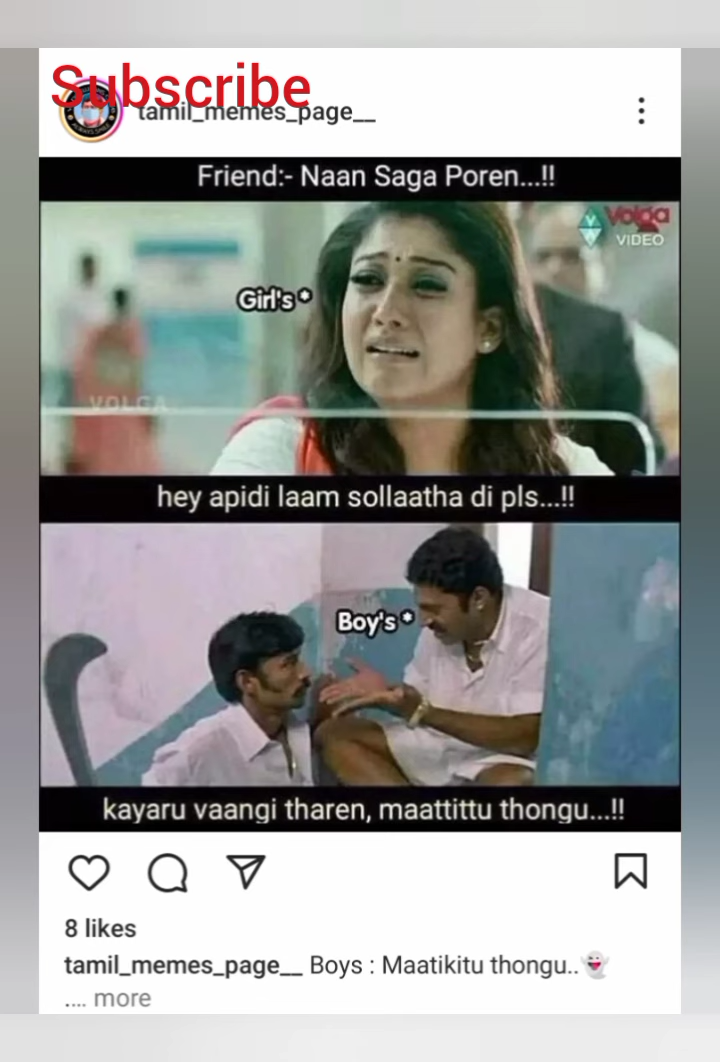 Subscribe
tamil_memes_page__
Friend:- Naan Saga Poren...!!
Volga
VIDEO
Girl's*
VOLGA
hey apidi laam sollaatha di pls...!!
Boy's*
kayaru vaangi tharen, maattittu thongu...!!
8 likes
tamil_memes_page__ Boys : Maatikitu thongu..👻
.... more